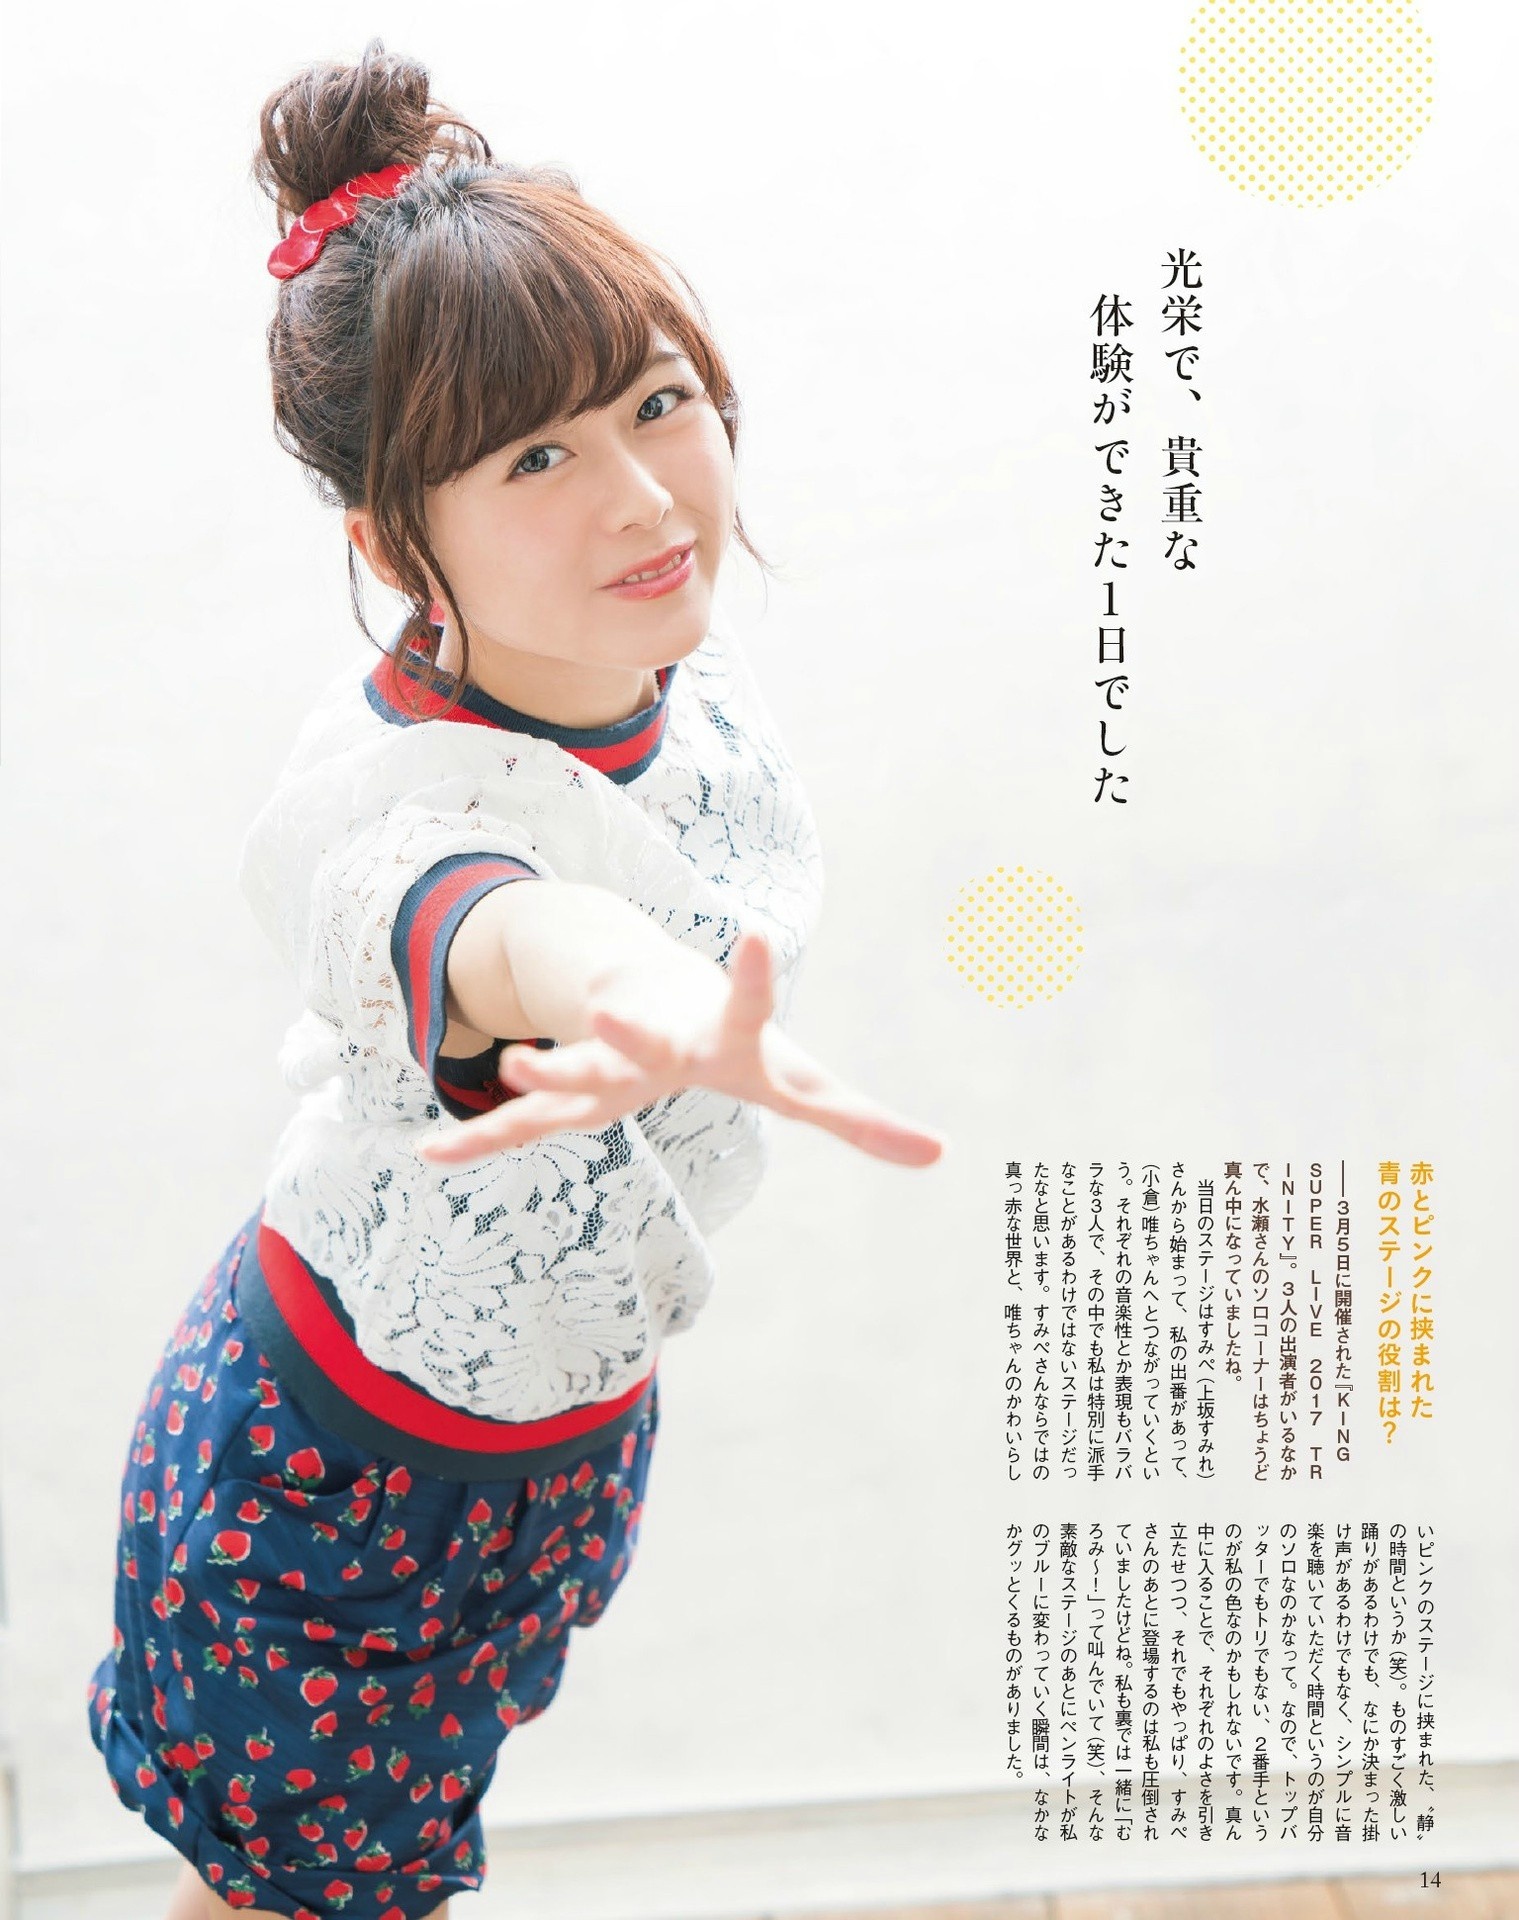 光栄で、貴重な
体験ができた1日でした
赤とピンクに挟まれた
青のステージの役割は？
――3月5日に開催された『KING
SUPER LIVE 2017 TR
INITY』。3人の出演者がいるなか
で、水瀬さんのソロコーナーはちょうど
真ん中になっていましたね。
当日のステージはすみぺ（上坂すみれ）
さんから始まって、私の出番があって、
（小倉）唯ちゃんへとつながっていくとい
う。それぞれの音楽性とか表現もバラバ
ラな3人で、その中でも私は特別に派手
なことがあるわけではないステージだっ
たなと思います。すみぺさんならではの
真っ赤な世界と、唯ちゃんのかわいらし
いピンクのステージに挟まれた、〝静〟
の時間というか（笑）。ものすごく激しい
踊りがあるわけでも、なにか決まった掛
け声があるわけでもなく、シンプルに音
楽を聴いていただく時間というのが自分
のソロなのかなって。なので、トップバ
ッターでもトリでもない、2番手という
のが私の色なのかもしれないです。真ん
中に入ることで、それぞれのよさを引き
立たせつつ、それでもやっぱり、すみぺ
さんのあとに登場するのは私も圧倒され
ていましたけどね。私も裏では一緒に「む
ろみ〜！」って叫んでいて（笑）、そんな
素敵なステージのあとにペンライトが私
のブルーに変わっていく瞬間は、なかな
かグッとくるものがありました。
14